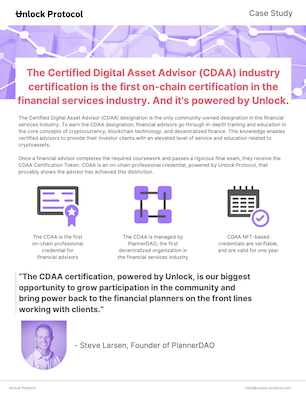 Unlock Protocol
Case Study
The Certified Digital Asset Advisor (CDAA) industry
certification is the first on-chain certification in the
financial services industry. And it's powered by Unlock.
The Certified Digital Asset Advisor (CDAA) designation is the only community-owned designation in the financial
services industry. To earn the CDAA designation, financial advisors go through in-depth training and education in
the core concepts of cryptocurrency, blockchain technology, and decentralized finance. This knowledge enables
certified advisors to provide their investor clients with an elevated level of service and education related to
cryptoassets.
Once a financial advisor completes the required coursework and passes a rigorous final exam, they receive the
CDAA Certification Token. CDAA is an on-chain professional credential, powered by Unlock Protocol, that
provably shows the advisor has achieved this distinction.
The CDAA is the first
on-chain professional
credential for
financial advisors
The CDAA is managed by
PlannerDAO, the first
decentralized organization in
the financial services industry
CDAA NFT-based
credentials are verifiable,
and are valid for one year
"The CDAA certification, powered by Unlock, is our biggest
opportunity to grow participation in the community and
bring power back to the financial planners on the front lines
working with clients."
- Steve Larsen, Founder of PlannerDAO
Unlock Protocol
hello@unlock-protocol.com